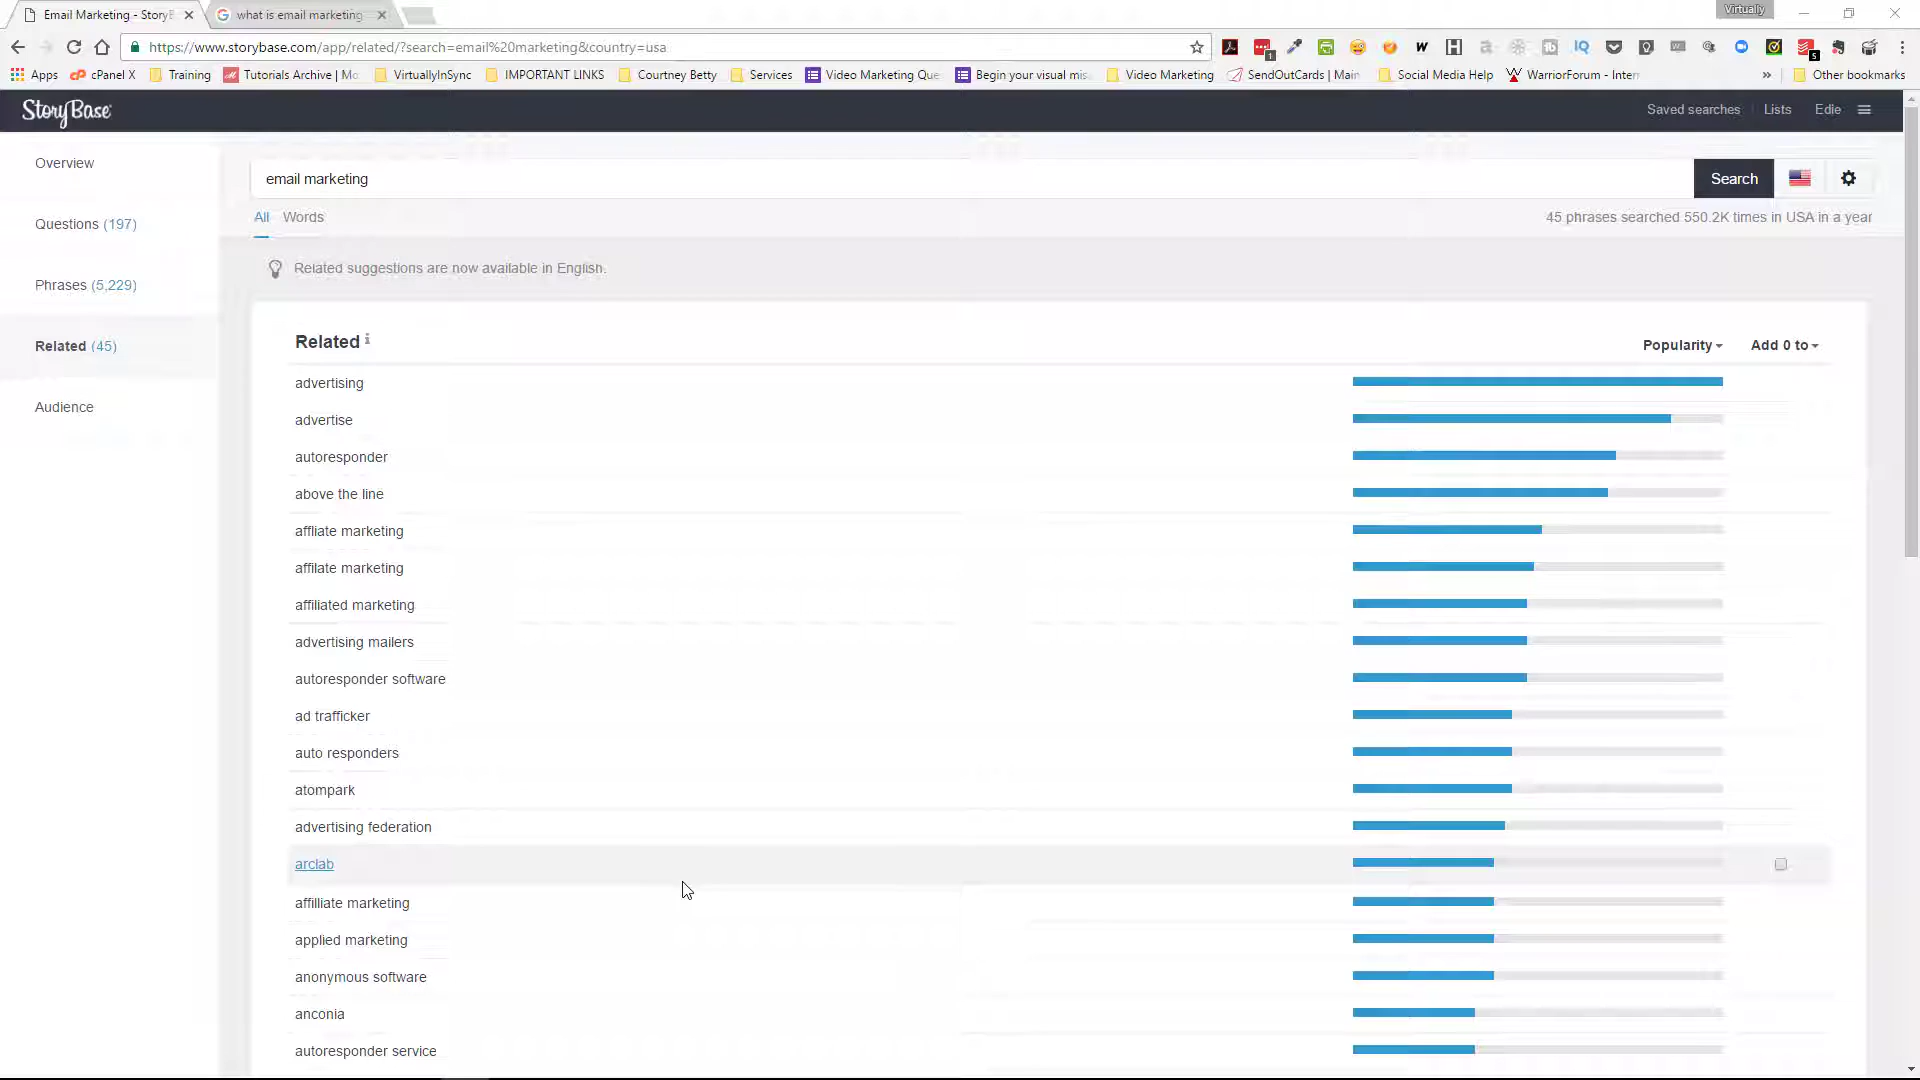 Email Marketing - StoryB
what is email marketing
Virtually
https://www.storybase.com/app/related/?search=email%20marketing&country=usa
Apps cPanel X Training Tutorials Archive | Mo VirtuallyInSync IMPORTANT LINKS Courtney Betty Services Video Marketing Que Begin your visual mis Video Marketing SendOutCards | Main Social Media Help WarriorForum - Inter » Other bookmarks
StoryBase
Saved searches Lists Edie
Overview
Questions (197)
Phrases (5,229)
Related (45)
Audience
email marketing
Search
All Words
45 phrases searched 550.2K times in USA in a year
Related suggestions are now available in English.
Related i
Popularity
Add 0 to
advertising
advertise
autoresponder
above the line
affliate marketing
affilate marketing
affiliated marketing
advertising mailers
autoresponder software
ad trafficker
auto responders
atompark
advertising federation
arclab
affilliate marketing
applied marketing
anonymous software
anconia
autoresponder service